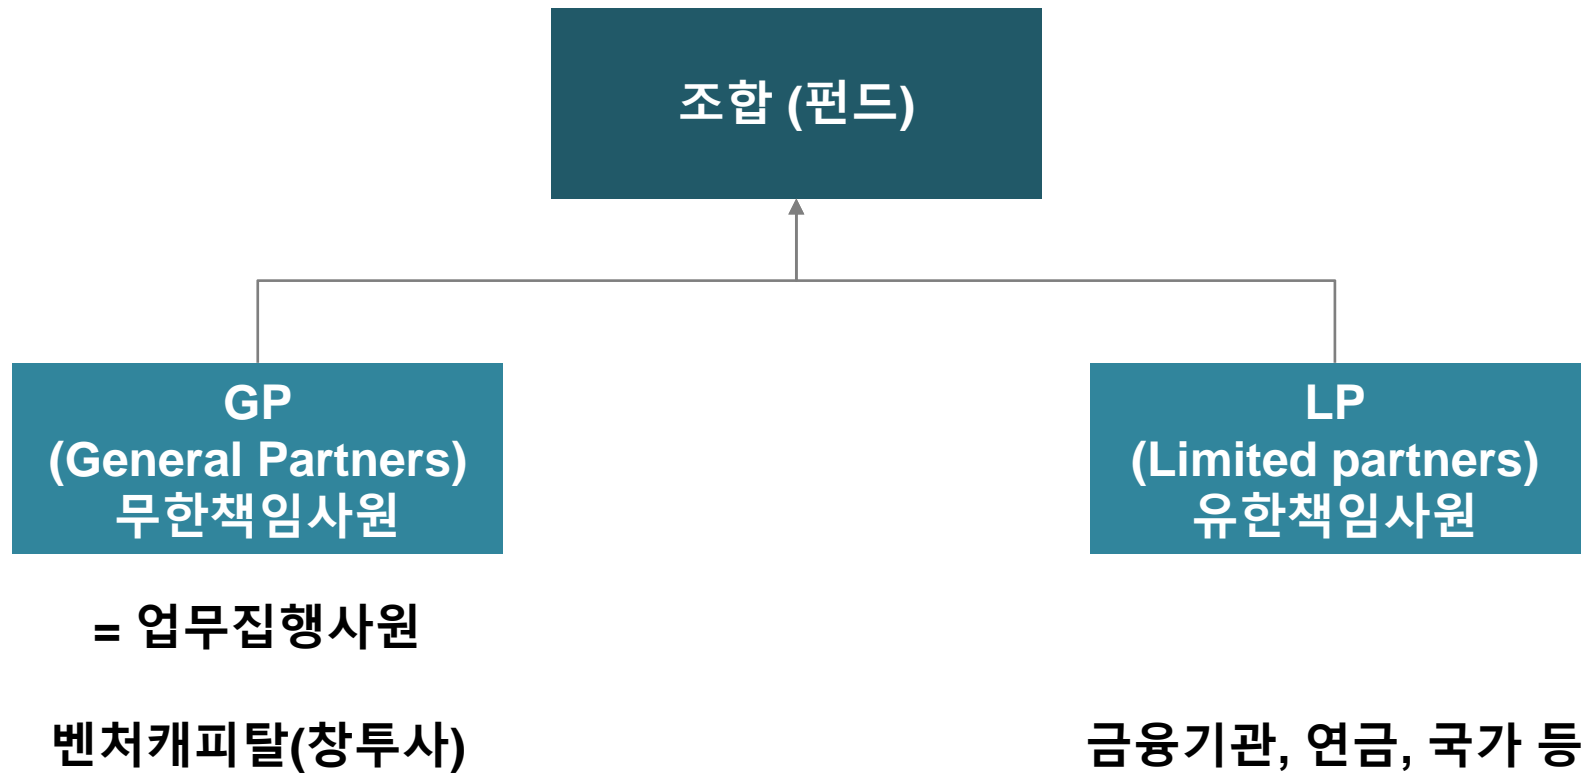 조합 (펀드)
GP
(General Partners)
무한책임사원
LP
(Limited partners)
유한책임사원
= 업무집행사원
벤처캐피탈(창투사)
금융기관, 연금, 국가 등